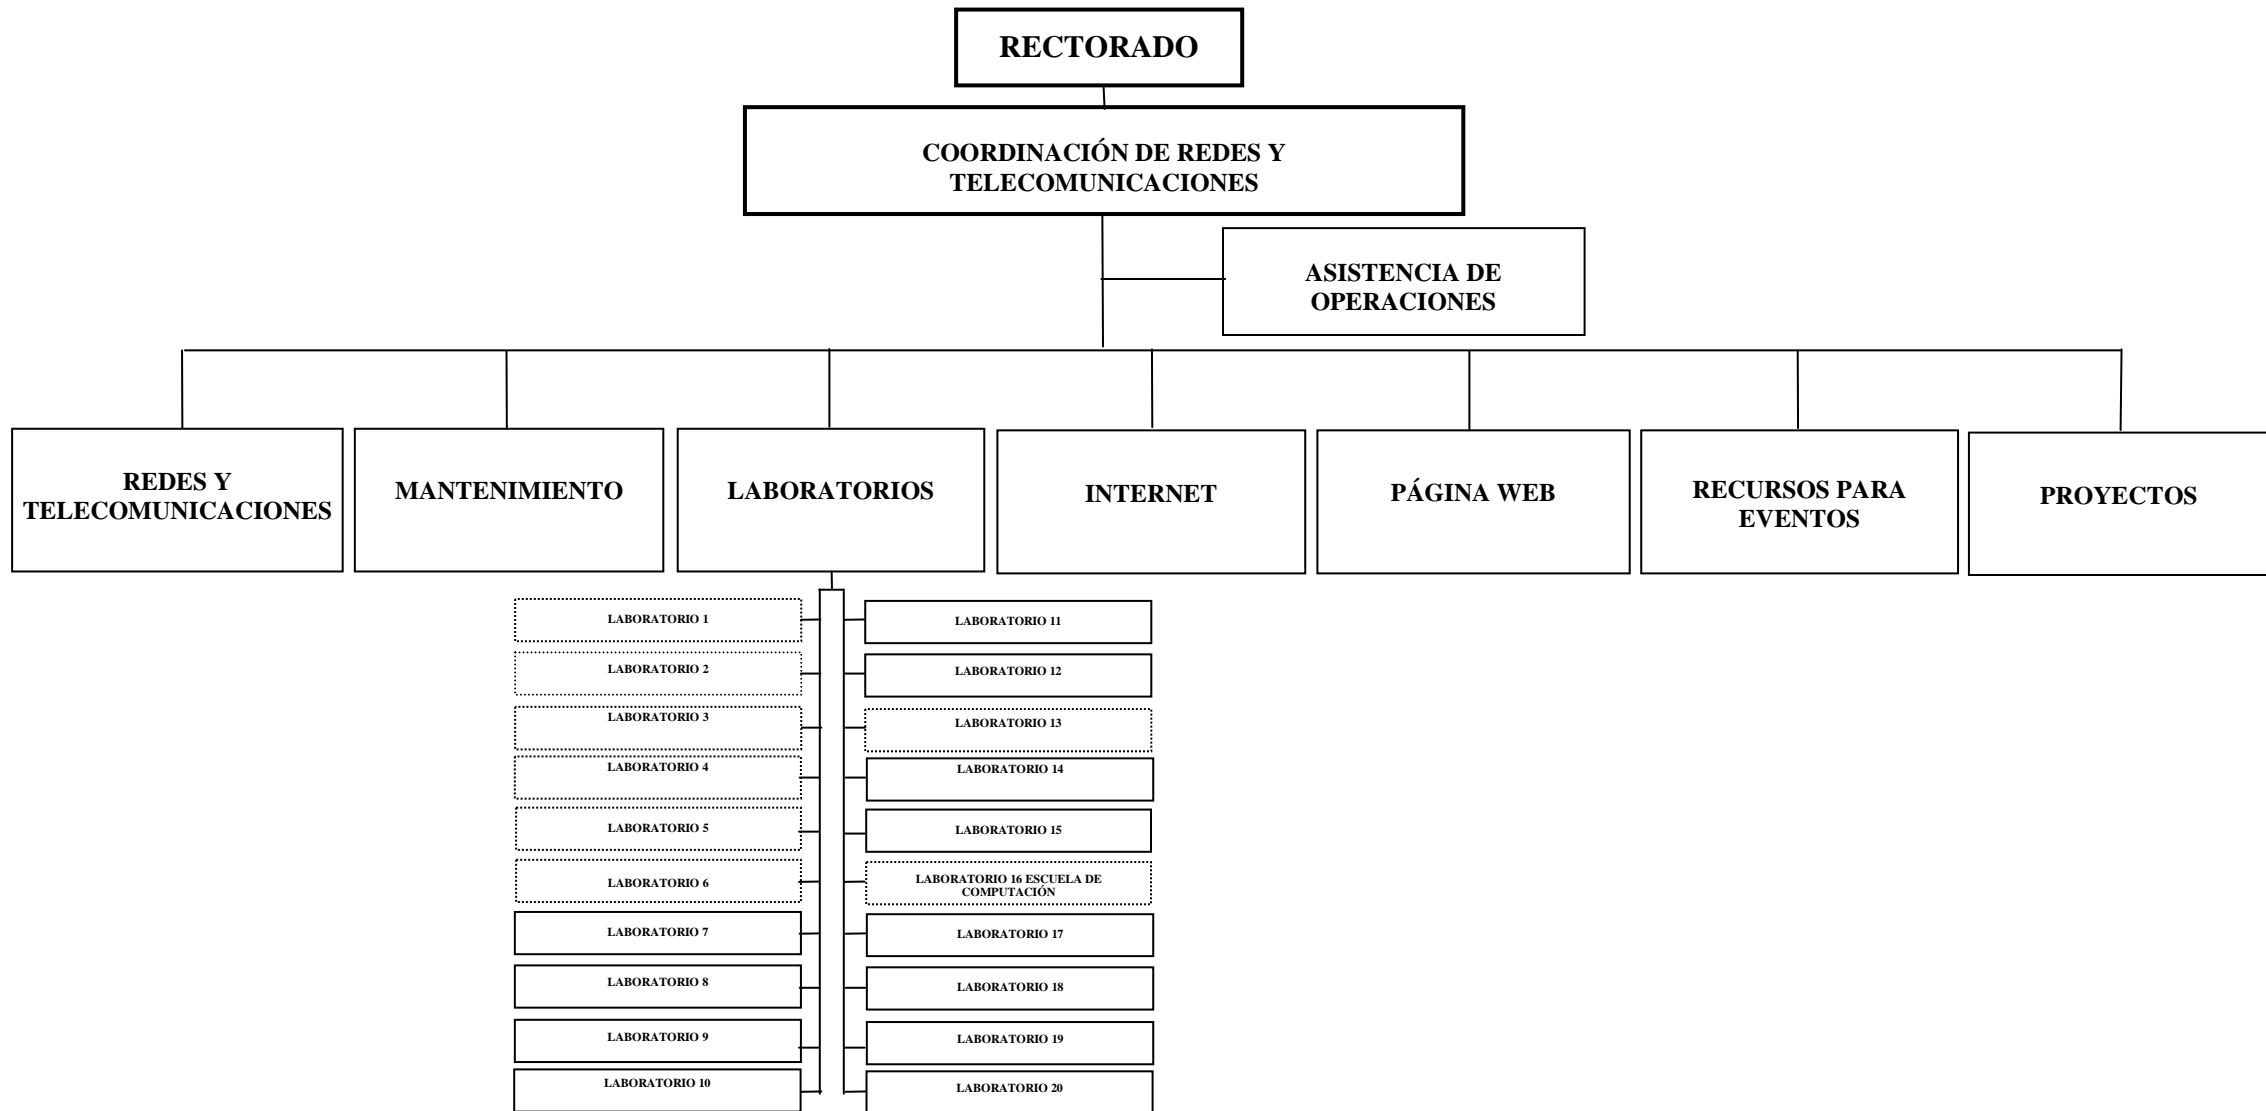 RECTORADO
COORDINACIÓN DE REDES Y
TELECOMUNICACIONES
ASISTENCIA DE
OPERACIONES
REDES Y
TELECOMUNICACIONES
MANTENIMIENTO
LABORATORIOS
INTERNET
PÁGINA WEB
RECURSOS PARA
EVENTOS
PROYECTOS
LABORATORIO 1
LABORATORIO 2
LABORATORIO 3
LABORATORIO 4
LABORATORIO 5
LABORATORIO 6
LABORATORIO 7
LABORATORIO 8
LABORATORIO 9
LABORATORIO 10
LABORATORIO 11
LABORATORIO 12
LABORATORIO 13
LABORATORIO 14
LABORATORIO 15
LABORATORIO 16 ESCUELA DE
COMPUTACIÓN
LABORATORIO 17
LABORATORIO 18
LABORATORIO 19
LABORATORIO 20